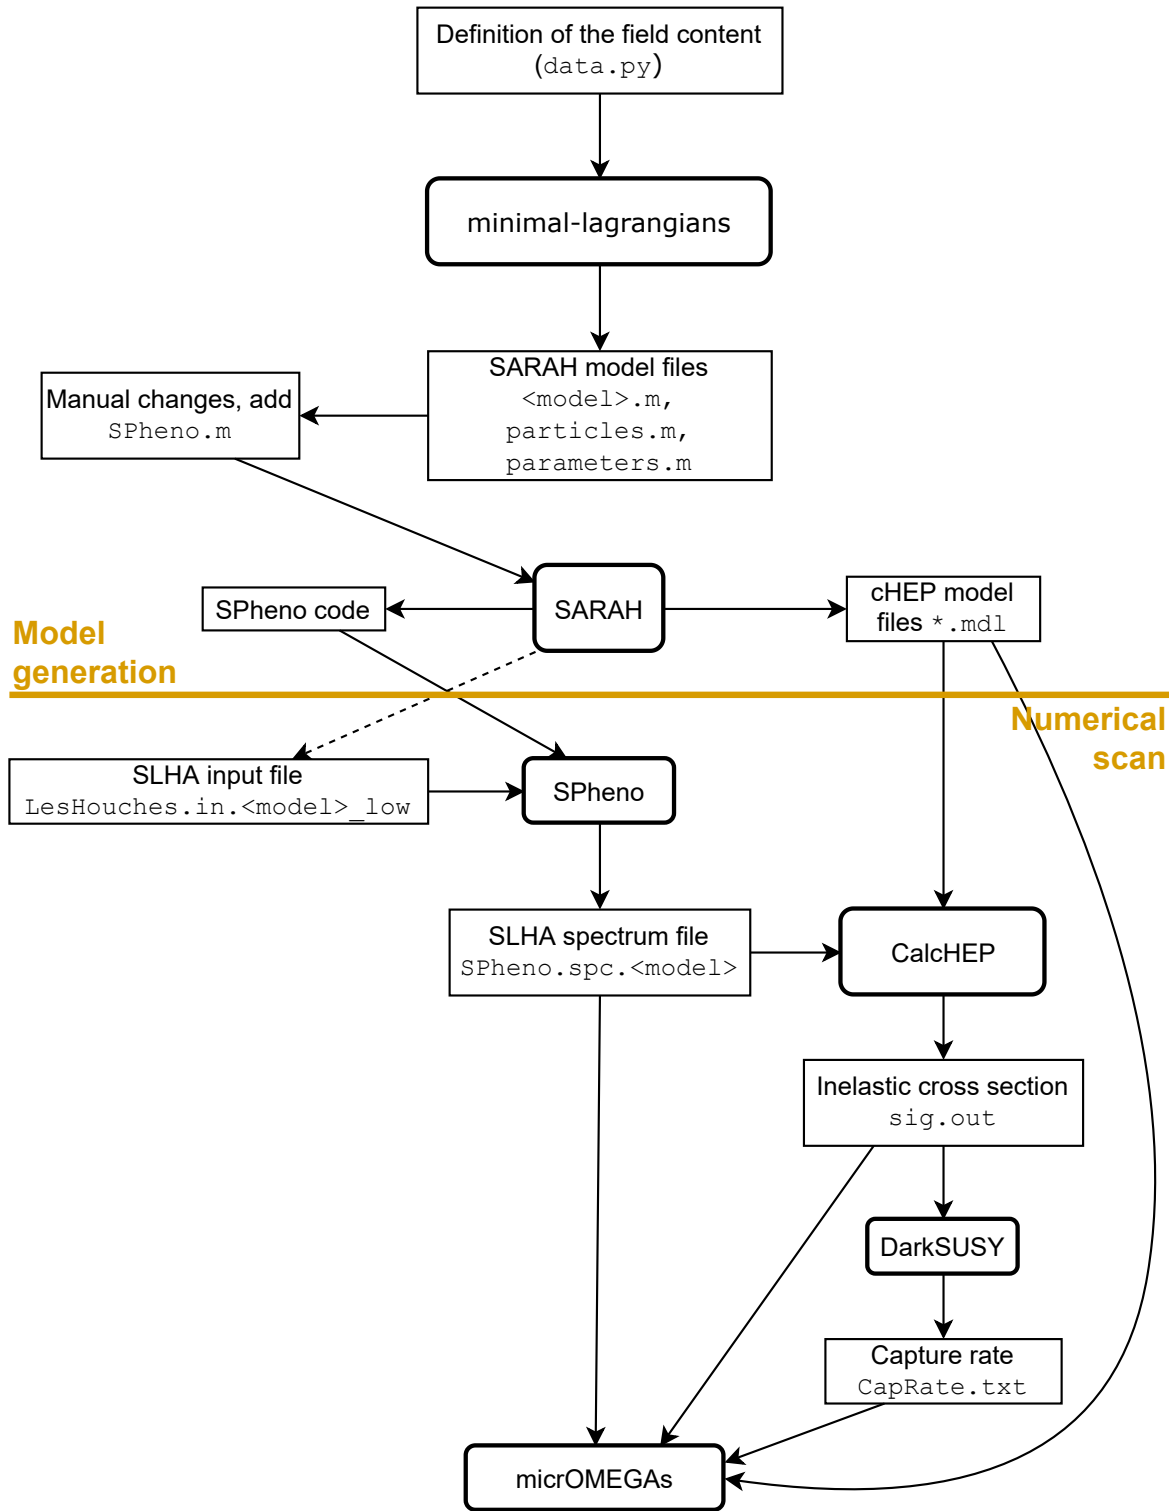 Definition of the field content
(data.py)
minimal-lagrangians
SARAH model files
<model>.m,
particles.m,
parameters.m
Manual changes, add
SPheno.m
SPheno code
SARAH
cHEP model
files *.mdl
Model
generation
Numerical
scan
SLHA input file
LesHouches.in.<model>_low
SPheno
SLHA spectrum file
SPheno.spc.<model>
CalcHEP
Inelastic cross section
sig.out
DarkSUSY
Capture rate
CapRate.txt
micrOMEGAs